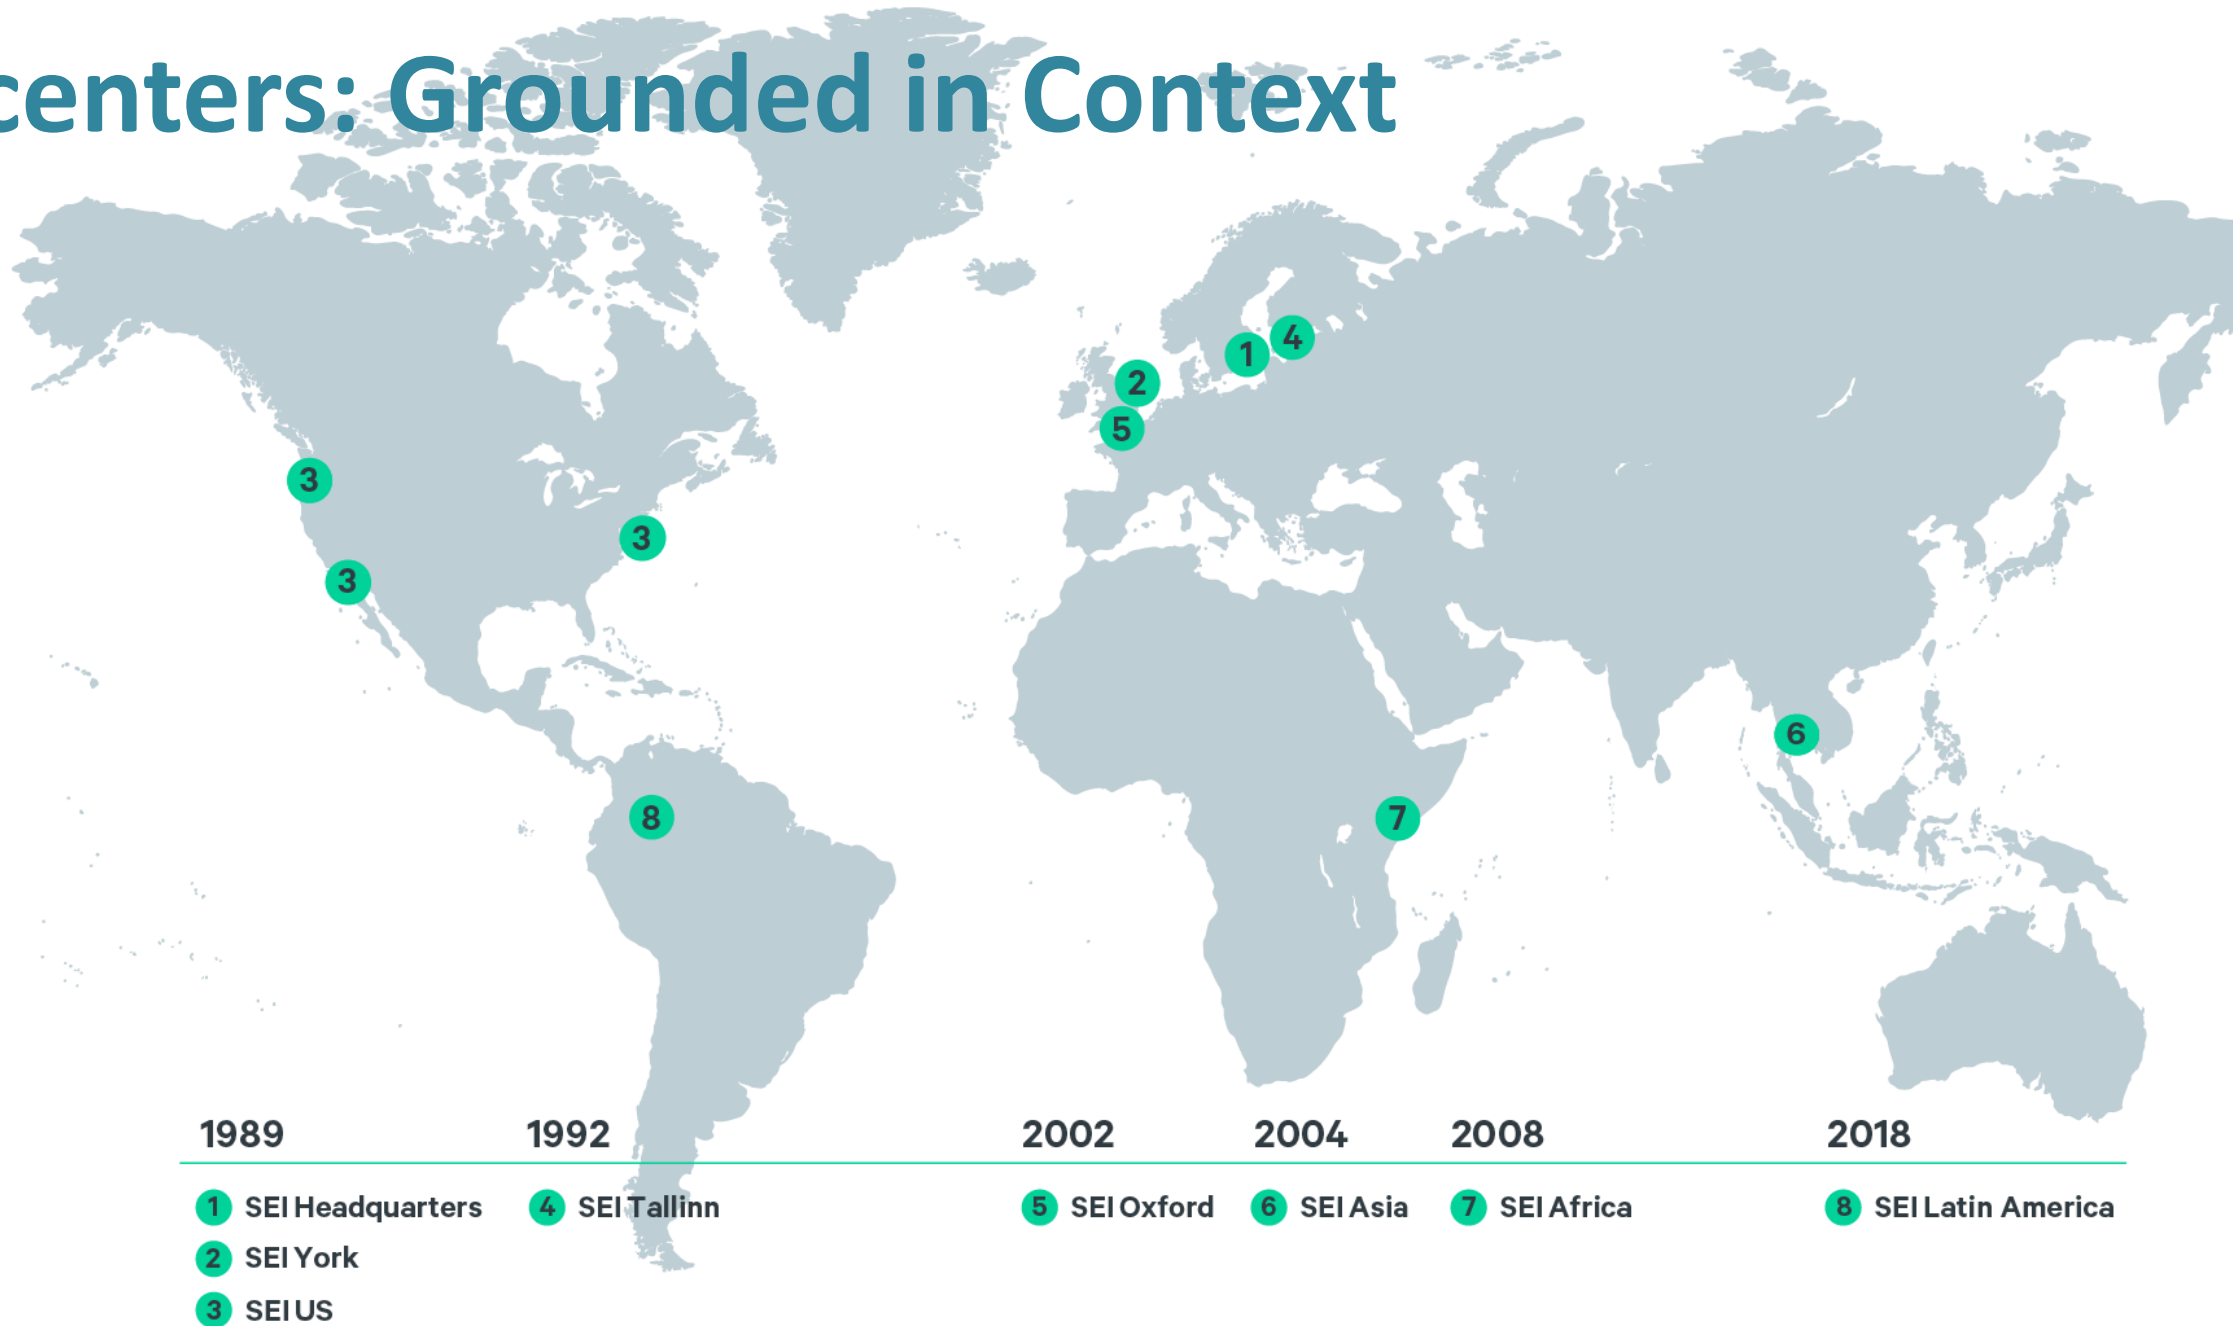 centers: Grounded in Context
1
4
2
5
3
3
3
6
8
7
1989 1992 2002 2004 2008 2018
1 SEI Headquarters 4 SEI Tallinn 5 SEI Oxford 6 SEI Asia 7 SEI Africa 8 SEI Latin America
2 SEI York
3 SEI US